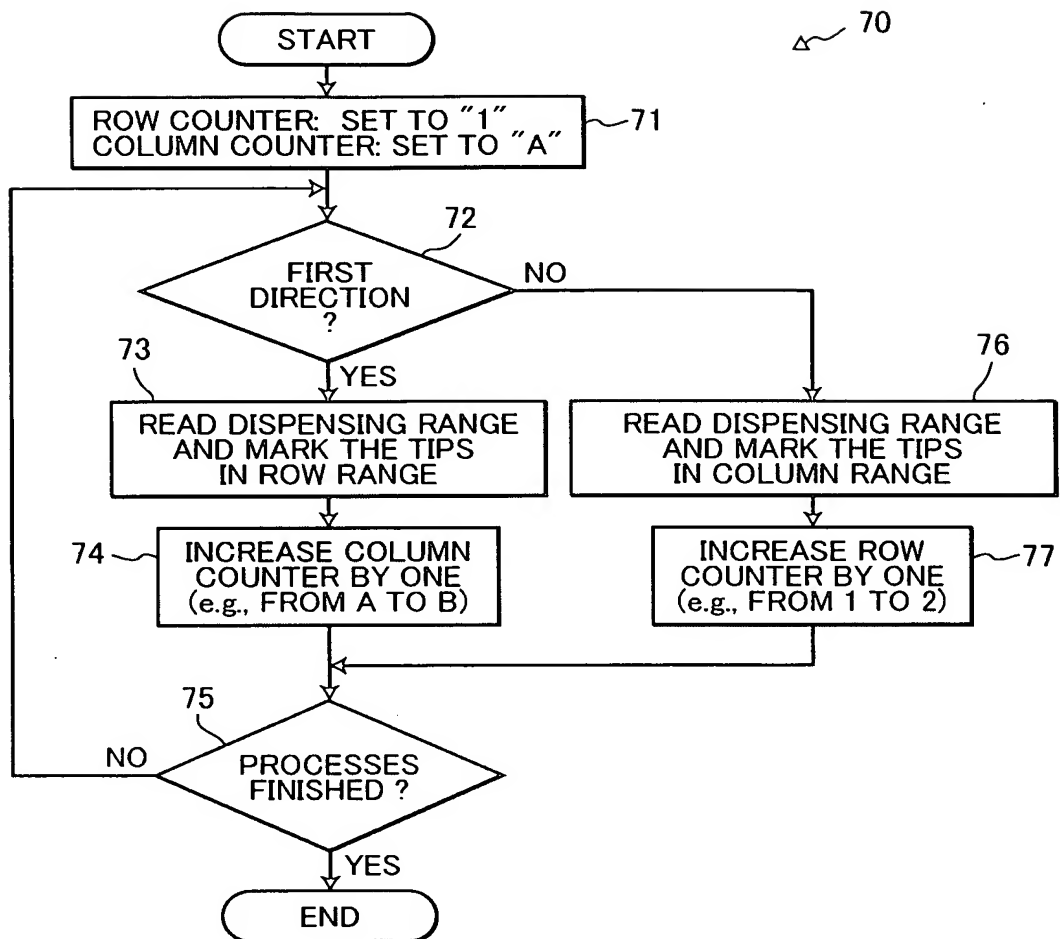 START
70
ROW COUNTER: SET TO "1"
COLUMN COUNTER: SET TO "A"
71
72
FIRST
DIRECTION
?
NO
YES
73
READ DISPENSING RANGE
AND MARK THE TIPS
IN ROW RANGE
76
READ DISPENSING RANGE
AND MARK THE TIPS
IN COLUMN RANGE
74
INCREASE COLUMN
COUNTER BY ONE
(e.g., FROM A TO B)
INCREASE ROW
COUNTER BY ONE
(e.g., FROM 1 TO 2)
77
75
NO
PROCESSES
FINISHED ?
YES
END